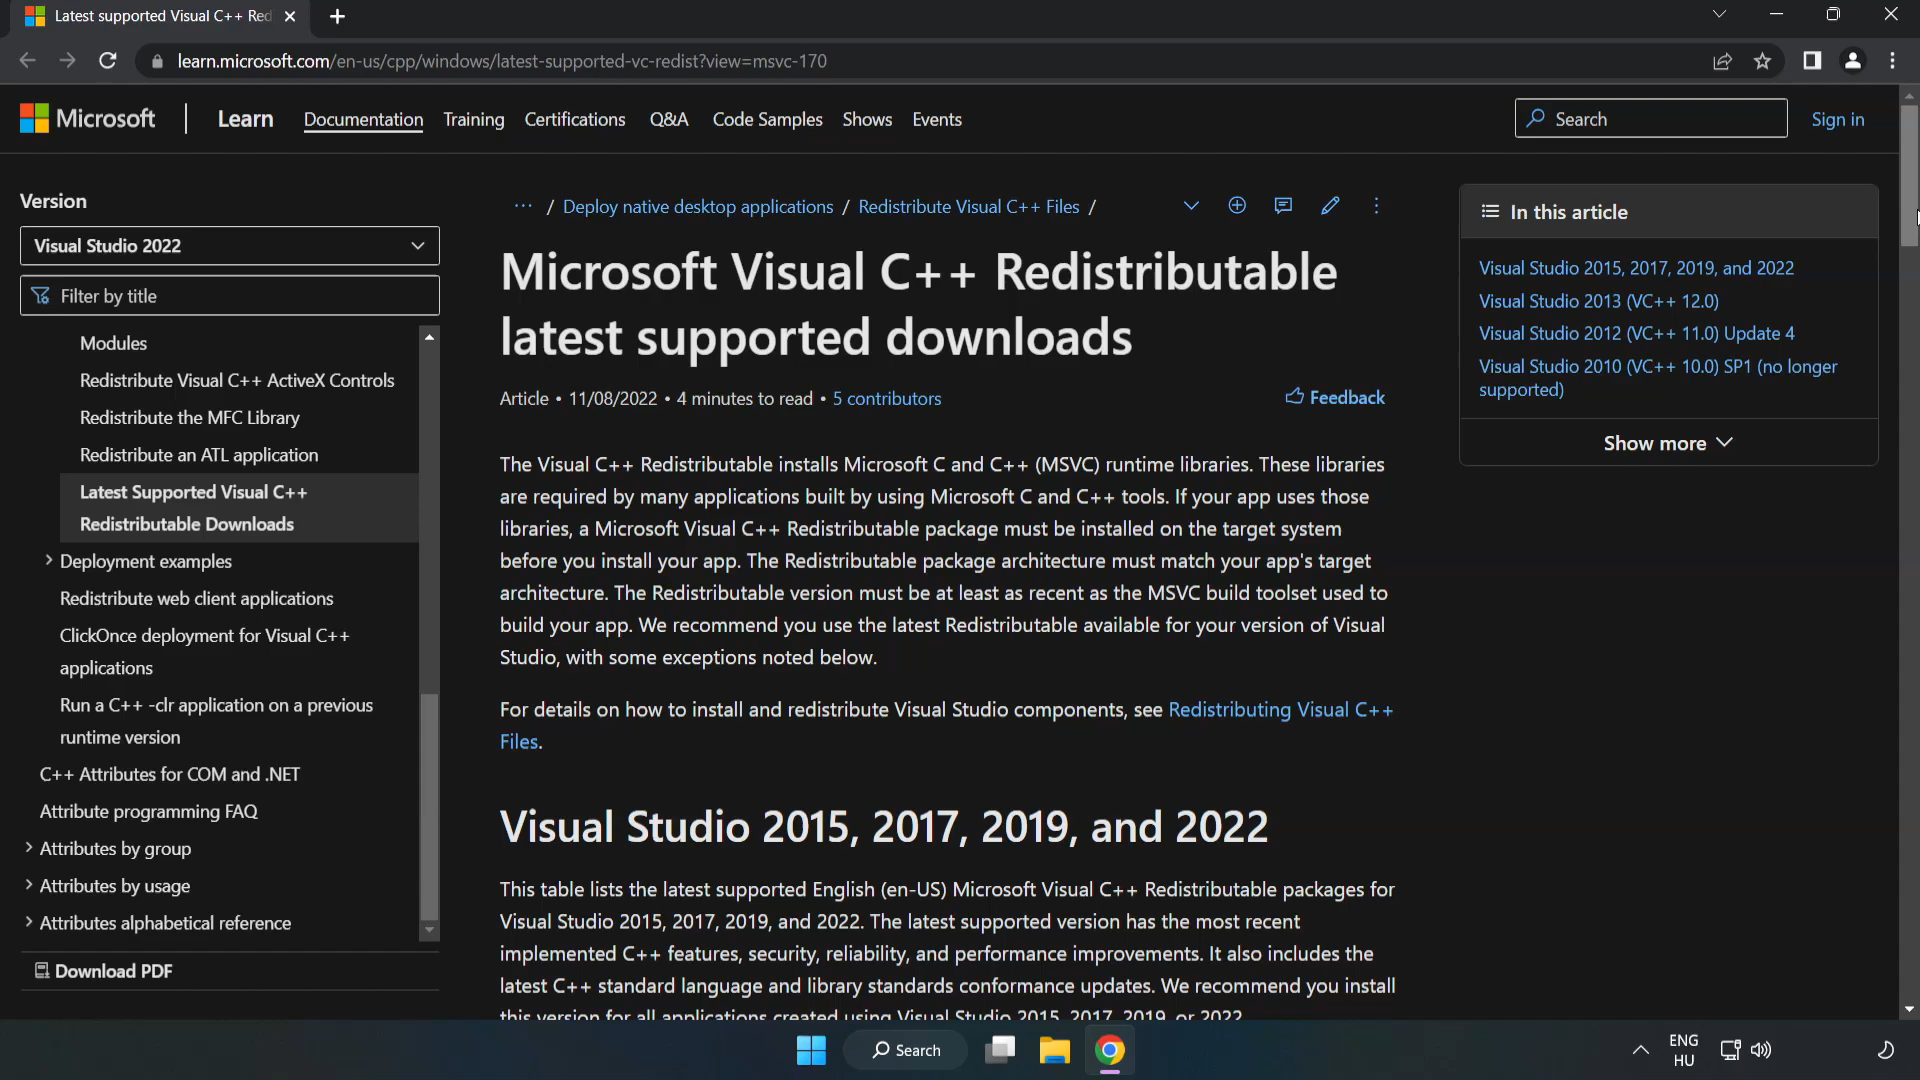 Latest supported Visual C++ Red
learn.microsoft.com/en-us/cpp/windows/latest-supported-vc-redist?view=msvc-170
Microsoft
Learn
Documentation
Training
Certifications
Q&A
Code Samples
Shows
Events
Search
Sign in
Version
Visual Studio 2022
Filter by title
Modules
Redistribute Visual C++ ActiveX Controls
Redistribute the MFC Library
Redistribute an ATL application
Latest Supported Visual C++
Redistributable Downloads
Deployment examples
Redistribute web client applications
ClickOnce deployment for Visual C++
applications
Run a C++ -clr application on a previous
runtime version
C++ Attributes for COM and .NET
Attribute programming FAQ
Attributes by group
Attributes by usage
Attributes alphabetical reference
Download PDF
··· / Deploy native desktop applications / Redistribute Visual C++ Files /
Microsoft Visual C++ Redistributable
latest supported downloads
Article • 11/08/2022 • 4 minutes to read • 5 contributors
Feedback
The Visual C++ Redistributable installs Microsoft C and C++ (MSVC) runtime libraries. These libraries
are required by many applications built by using Microsoft C and C++ tools. If your app uses those
libraries, a Microsoft Visual C++ Redistributable package must be installed on the target system
before you install your app. The Redistributable package architecture must match your app's target
architecture. The Redistributable version must be at least as recent as the MSVC build toolset used to
build your app. We recommend you use the latest Redistributable available for your version of Visual
Studio, with some exceptions noted below.
For details on how to install and redistribute Visual Studio components, see Redistributing Visual C++
Files.
Visual Studio 2015, 2017, 2019, and 2022
This table lists the latest supported English (en-US) Microsoft Visual C++ Redistributable packages for
Visual Studio 2015, 2017, 2019, and 2022. The latest supported version has the most recent
implemented C++ features, security, reliability, and performance improvements. It also includes the
latest C++ standard language and library standards conformance updates. We recommend you install
this version for all applications created using Visual Studio 2015, 2017, 2019, or 2022.
In this article
Visual Studio 2015, 2017, 2019, and 2022
Visual Studio 2013 (VC++ 12.0)
Visual Studio 2012 (VC++ 11.0) Update 4
Visual Studio 2010 (VC++ 10.0) SP1 (no longer
supported)
Show more
Search
ENG
HU